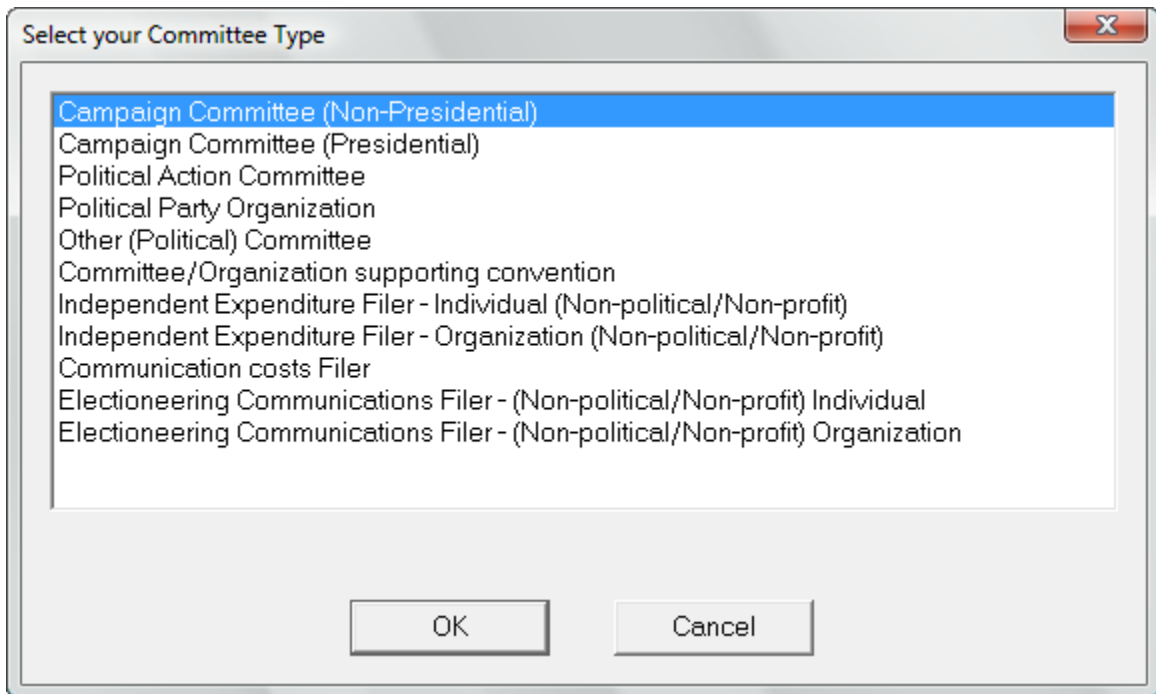 Select your Committee Type
X
Campaign Committee (Non-Presidential)
Campaign Committee (Presidential)
Political Action Committee
Political Party Organization
Other (Political) Committee
Committee/Organization supporting convention
Independent Expenditure Filer - Individual (Non-political/Non-profit)
Independent Expenditure Filer - Organization (Non-political/Non-profit)
Communication costs Filer
Electioneering Communications Filer - (Non-political/Non-profit) Individual
Electioneering Communications Filer - (Non-political/Non-profit) Organization
OK Cancel